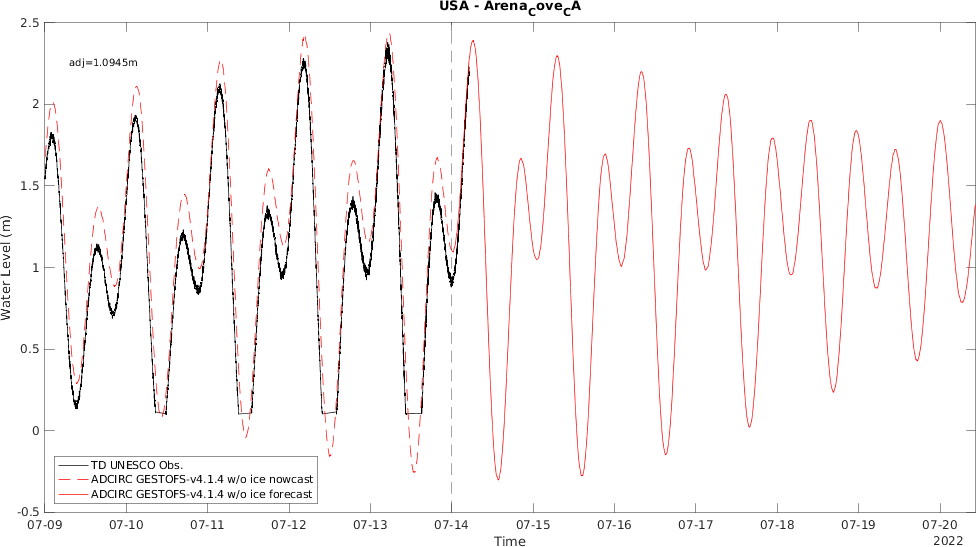 USA - ArenaCoveCA
adj=1.0945m
2.5
2
1.5
1
0.5
0
-0.5
Water Level (m)
TD UNESCO Obs.
ADCIRC GESTOFS-v4.1.4 w/o ice nowcast
ADCIRC GESTOFS-v4.1.4 w/o ice forecast
07-09 07-10 07-11 07-12 07-13 07-14 07-15 07-16 07-17 07-18 07-19 07-20
Time
2022